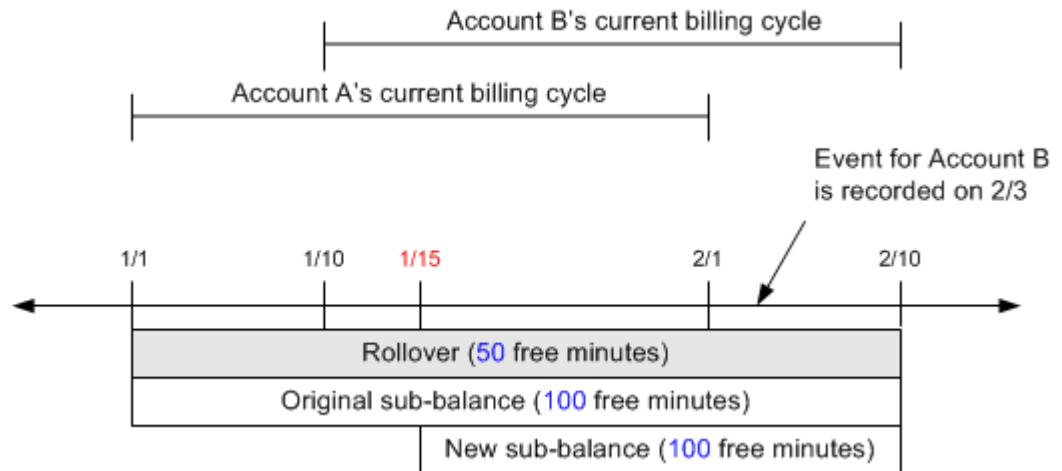 Account B's current billing cycle
Account A's current billing cycle
Event for Account B
is recorded on 2/3
1/1
1/10
1/15
2/1
2/10
Rollover (50 free minutes)
Original sub-balance (100 free minutes)
New sub-balance (100 free minutes)